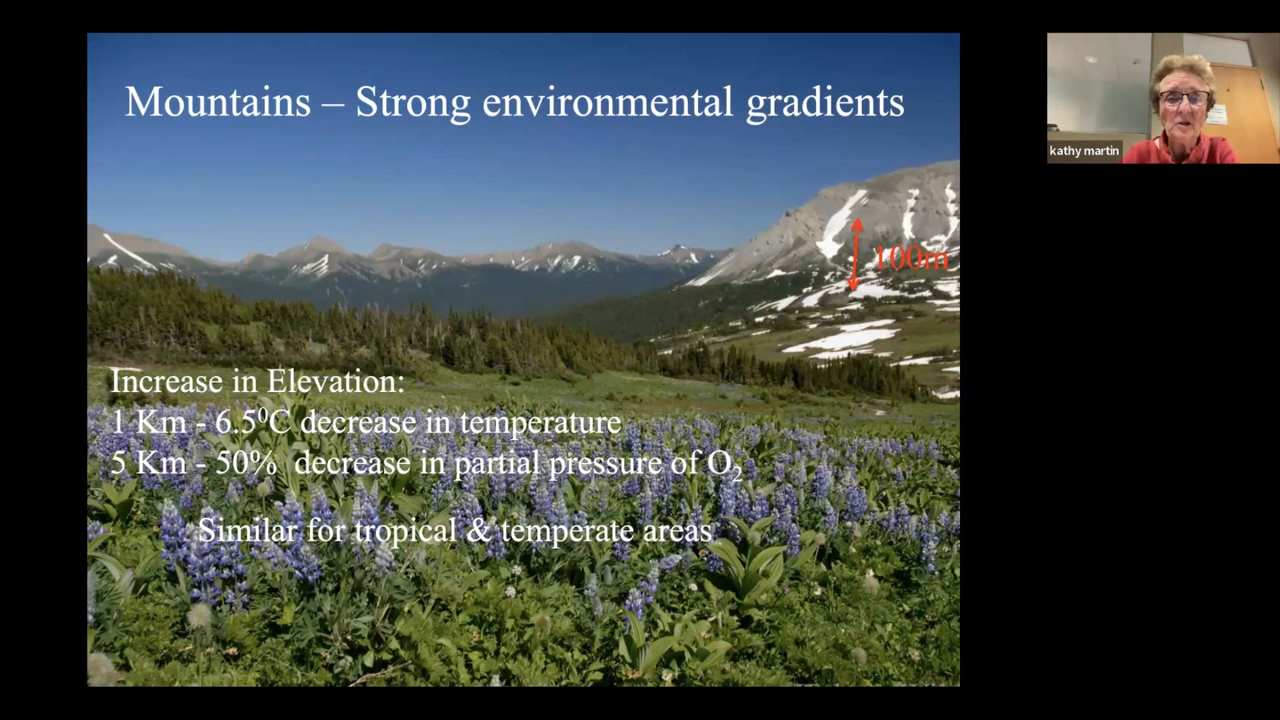 Mountains – Strong environmental gradients
100m
Increase in Elevation:
1 Km - 6.5⁰C decrease in temperature
5 Km - 50% decrease in partial pressure of O₂
Similar for tropical & temperate areas
kathy martin